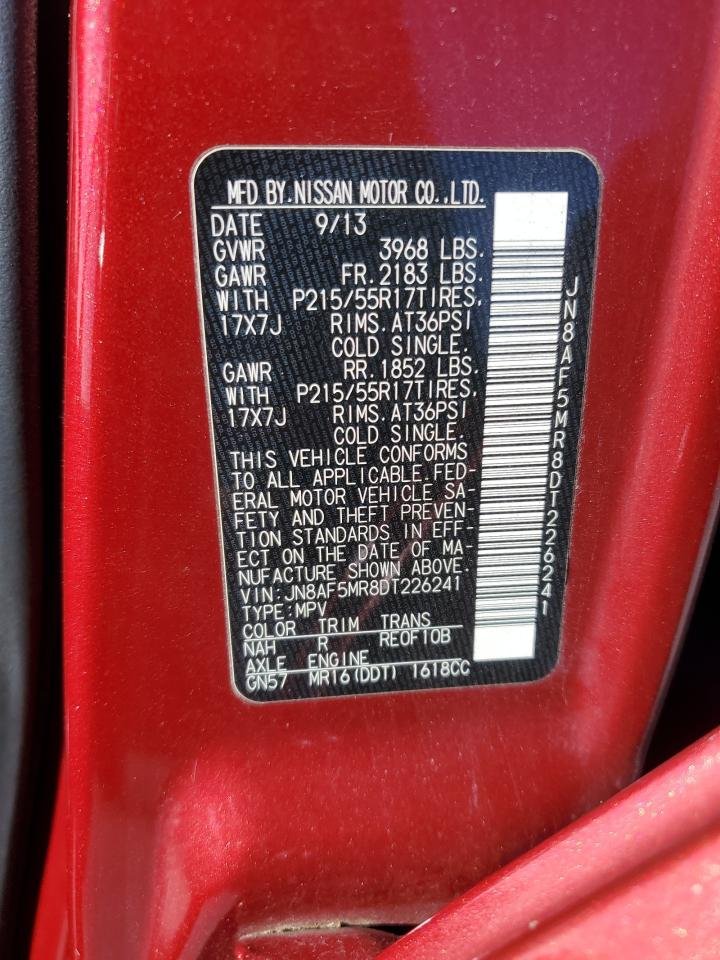 MFD BY.NISSAN MOTOR CO.,LTD.
DATE 9/13
GVWR 3968 LBS.
GAWR FR.2183 LBS.
WITH P215/55R17TIRES,
17X7J RIMS.AT36PSI
COLD SINGLE.
GAWR RR.1852 LBS.
WITH P215/55R17TIRES,
17X7J RIMS.AT36PSI
COLD SINGLE.
THIS VEHICLE CONFORMS
TO ALL APPLICABLE FED-
ERAL MOTOR VEHICLE SA-
FETY AND THEFT PREVEN-
TION STANDARDS IN EFF-
ECT ON THE DATE OF MA-
NUFACTURE SHOWN ABOVE.
VIN:JN8AF5MR8DT226241
TYPE:MPV
COLOR TRIM TRANS
NAH R REOF10B
AXLE ENGINE
GN57 MR16(DDT) 1618CC
JN8AF5MR8DT226241